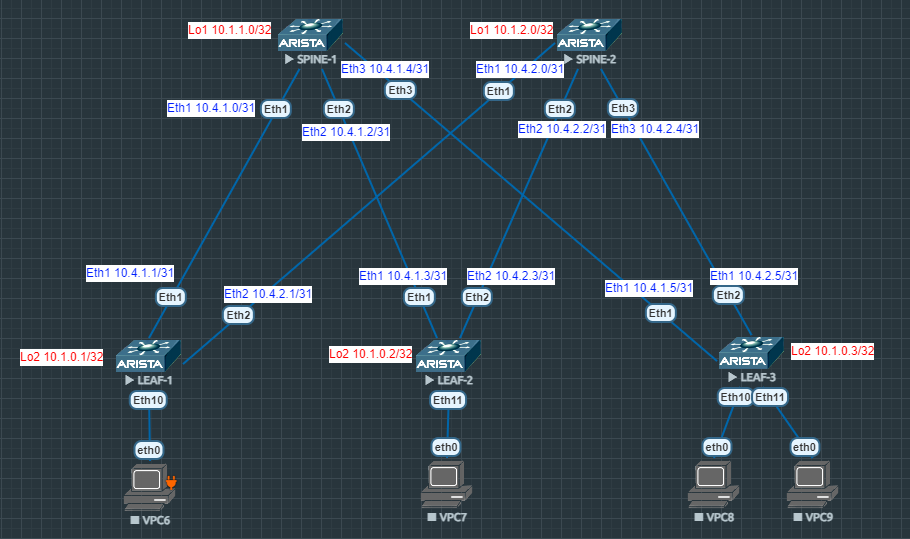 Lo1 10.1.1.0/32
ARISTA
SPINE-1
Lo1 10.1.2.0/32
ARISTA
SPINE-2
Eth3 10.4.1.4/31
Eth3
Eth1 10.4.2.0/31
Eth1
Eth1 10.4.1.0/31
Eth1
Eth2
Eth2 10.4.1.2/31
Eth2
Eth2 10.4.2.2/31
Eth3
Eth3 10.4.2.4/31
Eth1 10.4.1.1/31
Eth1
Eth2 10.4.2.1/31
Eth2
Eth1 10.4.1.3/31
Eth1
Eth2 10.4.2.3/31
Eth2
Eth1 10.4.1.5/31
Eth1
Eth1 10.4.2.5/31
Eth2
Lo2 10.1.0.1/32
ARISTA
LEAF-1
Lo2 10.1.0.2/32
ARISTA
LEAF-2
ARISTA
LEAF-3
Lo2 10.1.0.3/32
Eth10
Eth11
Eth10
Eth11
eth0
eth0
eth0
eth0
VPC6
VPC7
VPC8
VPC9